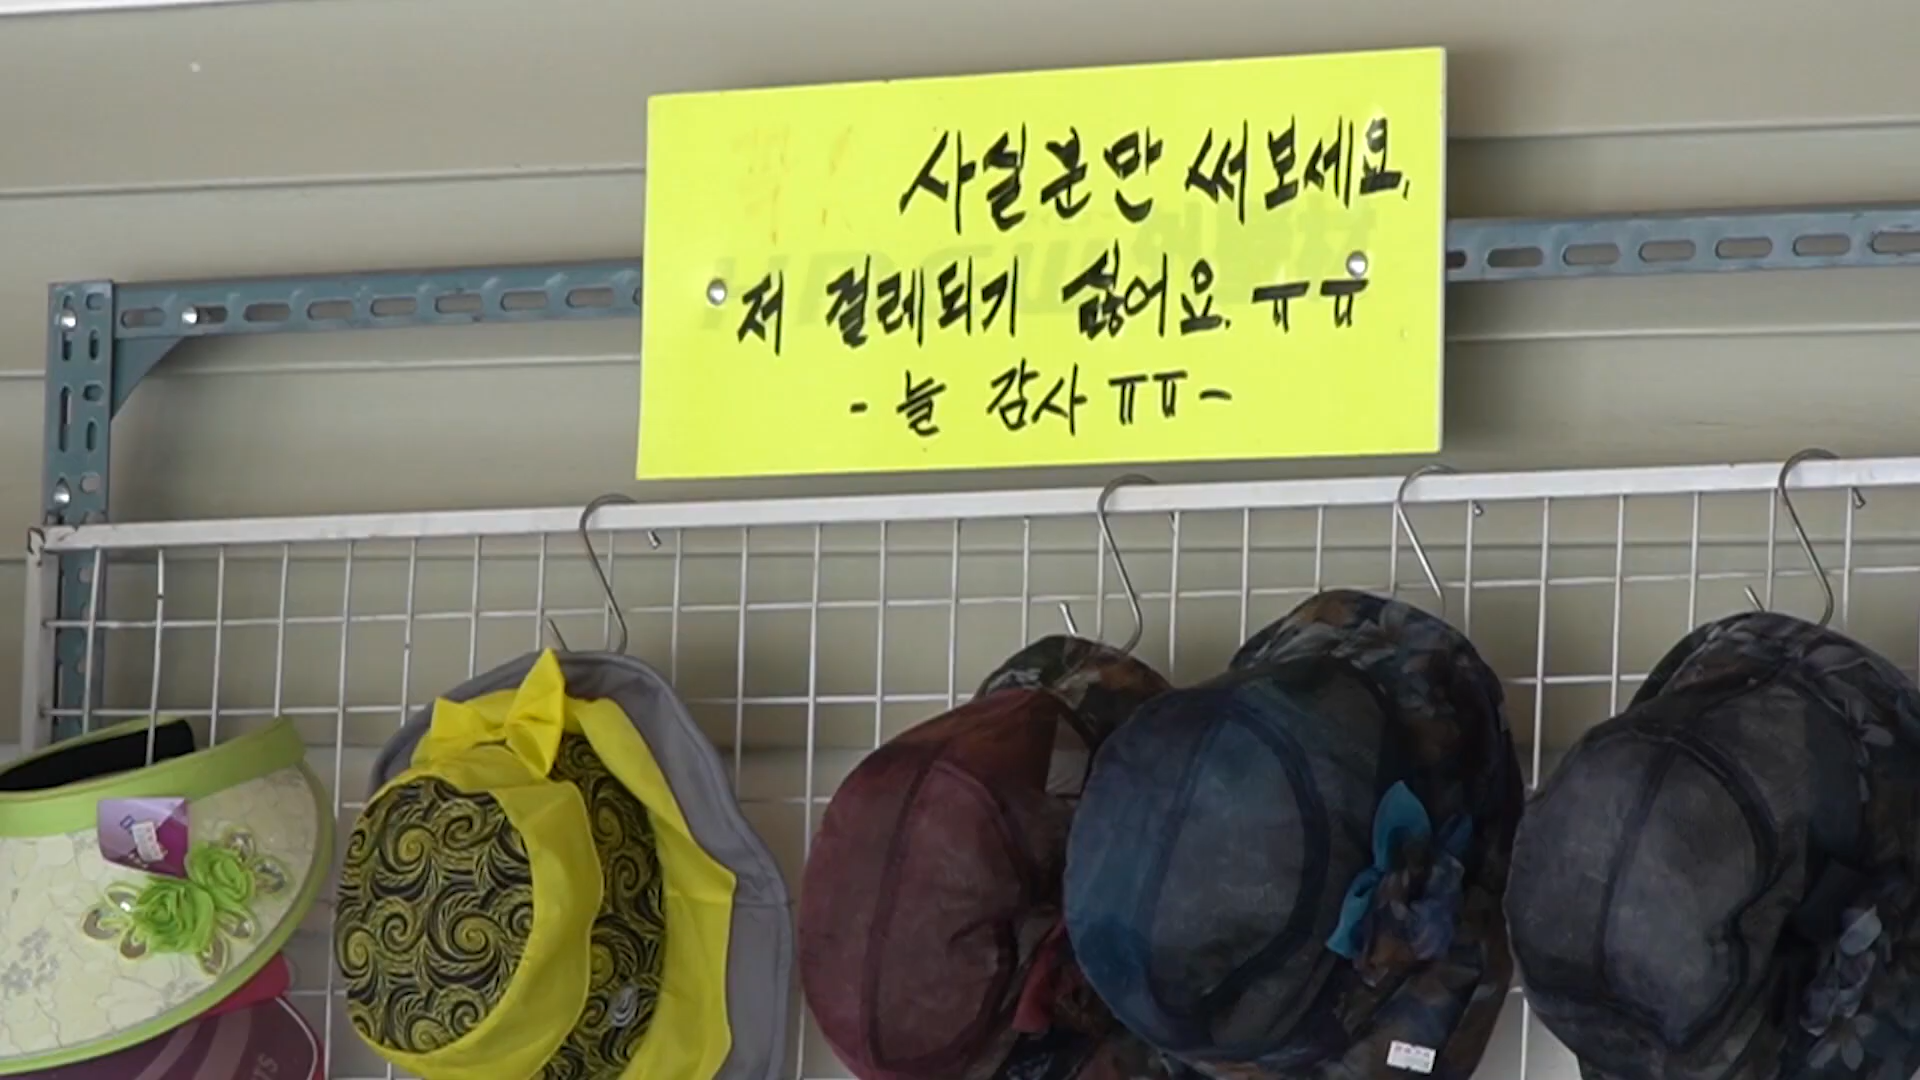 사실분만 써보세요.
저 걸레되기 싫어요. ㅠㅠ
- 늘 감사 ㅠㅠ -